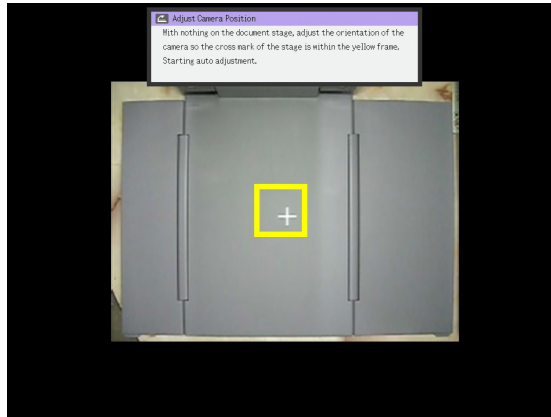 Adjust Camera Position
With nothing on the document stage, adjust the orientation of the
camera so the cross mark of the stage is within the yellow frame.
Starting auto adjustment.